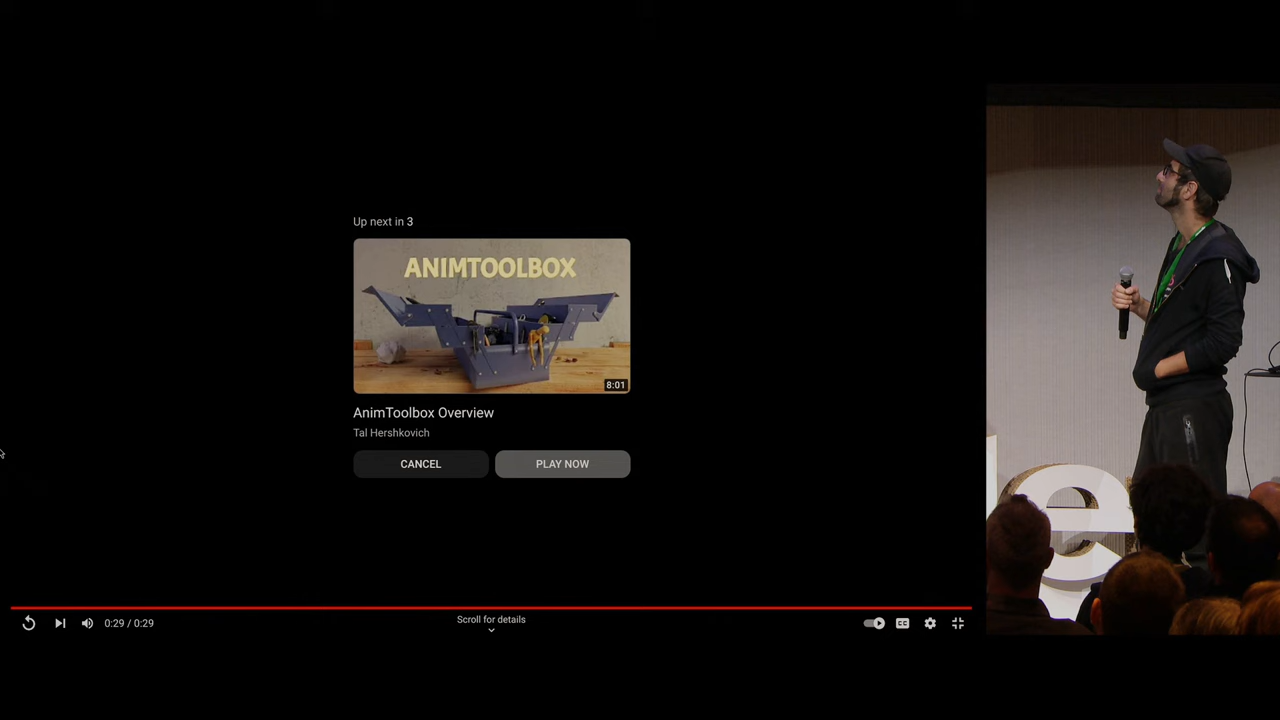 Up next in 3
ANIMTOOLBOX
8:01
AnimToolbox Overview
Tal Hershkovich
CANCEL
PLAY NOW
0:29 / 0:29
Scroll for details
CC
e